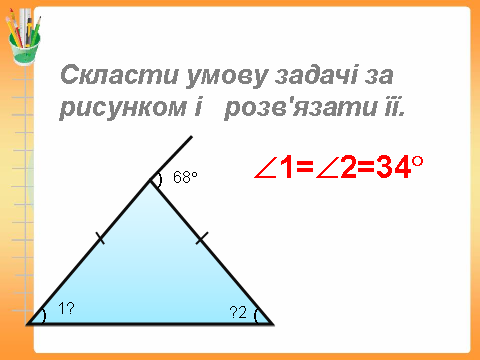 Скласти умову задачі за
рисунком і розв'язати її.
∠1=∠2=34°
68°
1?
?2